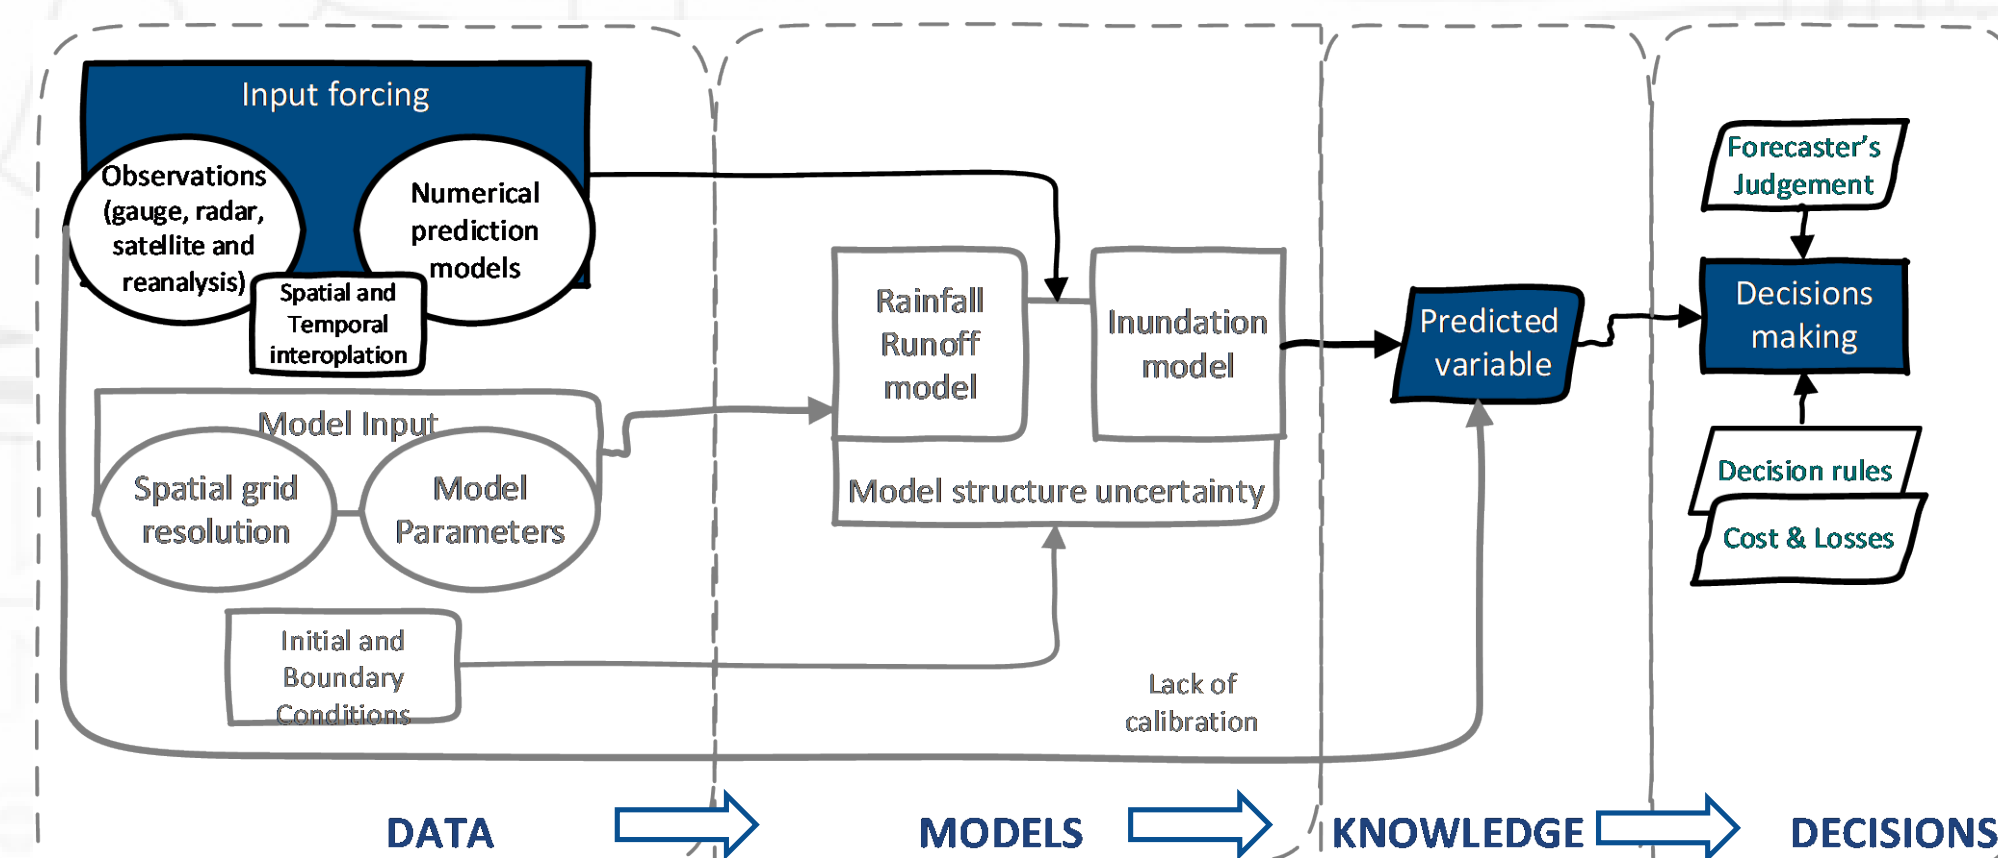 Input forcing
Observations
(gauge, radar,
satellite and
reanalysis)
Numerical
prediction
models
Spatial and
Temporal
interoplation
Model Input
Spatial grid
resolution
Model
Parameters
Initial and
Boundary
Conditions
Rainfall
Runoff
model
Inundation
model
Model structure uncertainty
Lack of
calibration
Predicted
variable
Forecaster's
Judgement
Decisions
making
Decision rules
Cost & Losses
DATA
MODELS
KNOWLEDGE
DECISIONS